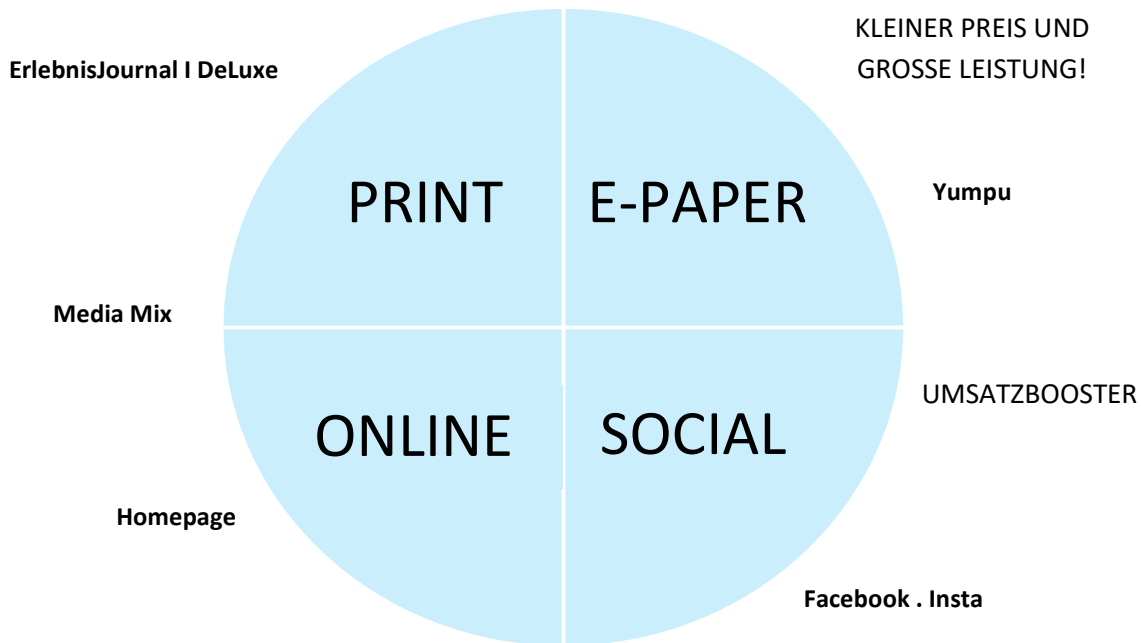 KLEINER PREIS UND
GROSSE LEISTUNG!
ErlebnisJournal I DeLuxe
PRINT
E-PAPER
Yumpu
Media Mix
UMSATZBOOSTER
ONLINE
SOCIAL
Homepage
Facebook . Insta